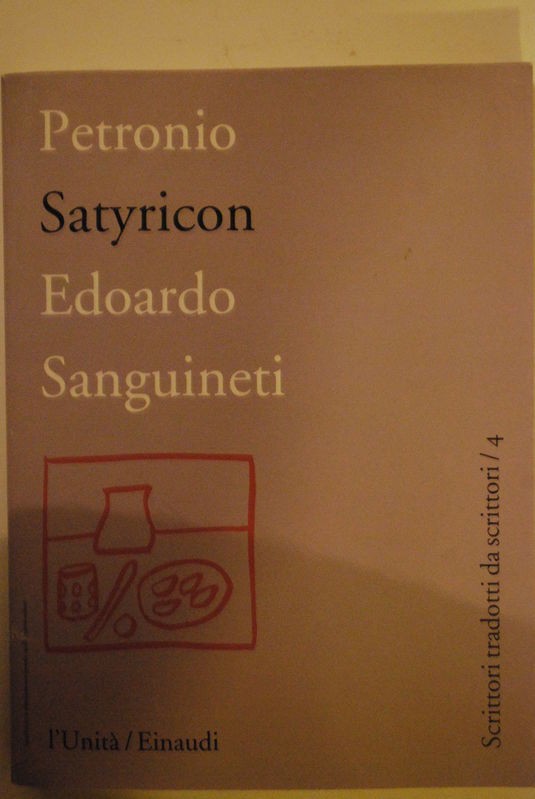 Petronio
Satyricon
Edoardo
Sanguineti
Scrittori tradotti da scrittori / 4
l'Unità / Einaudi